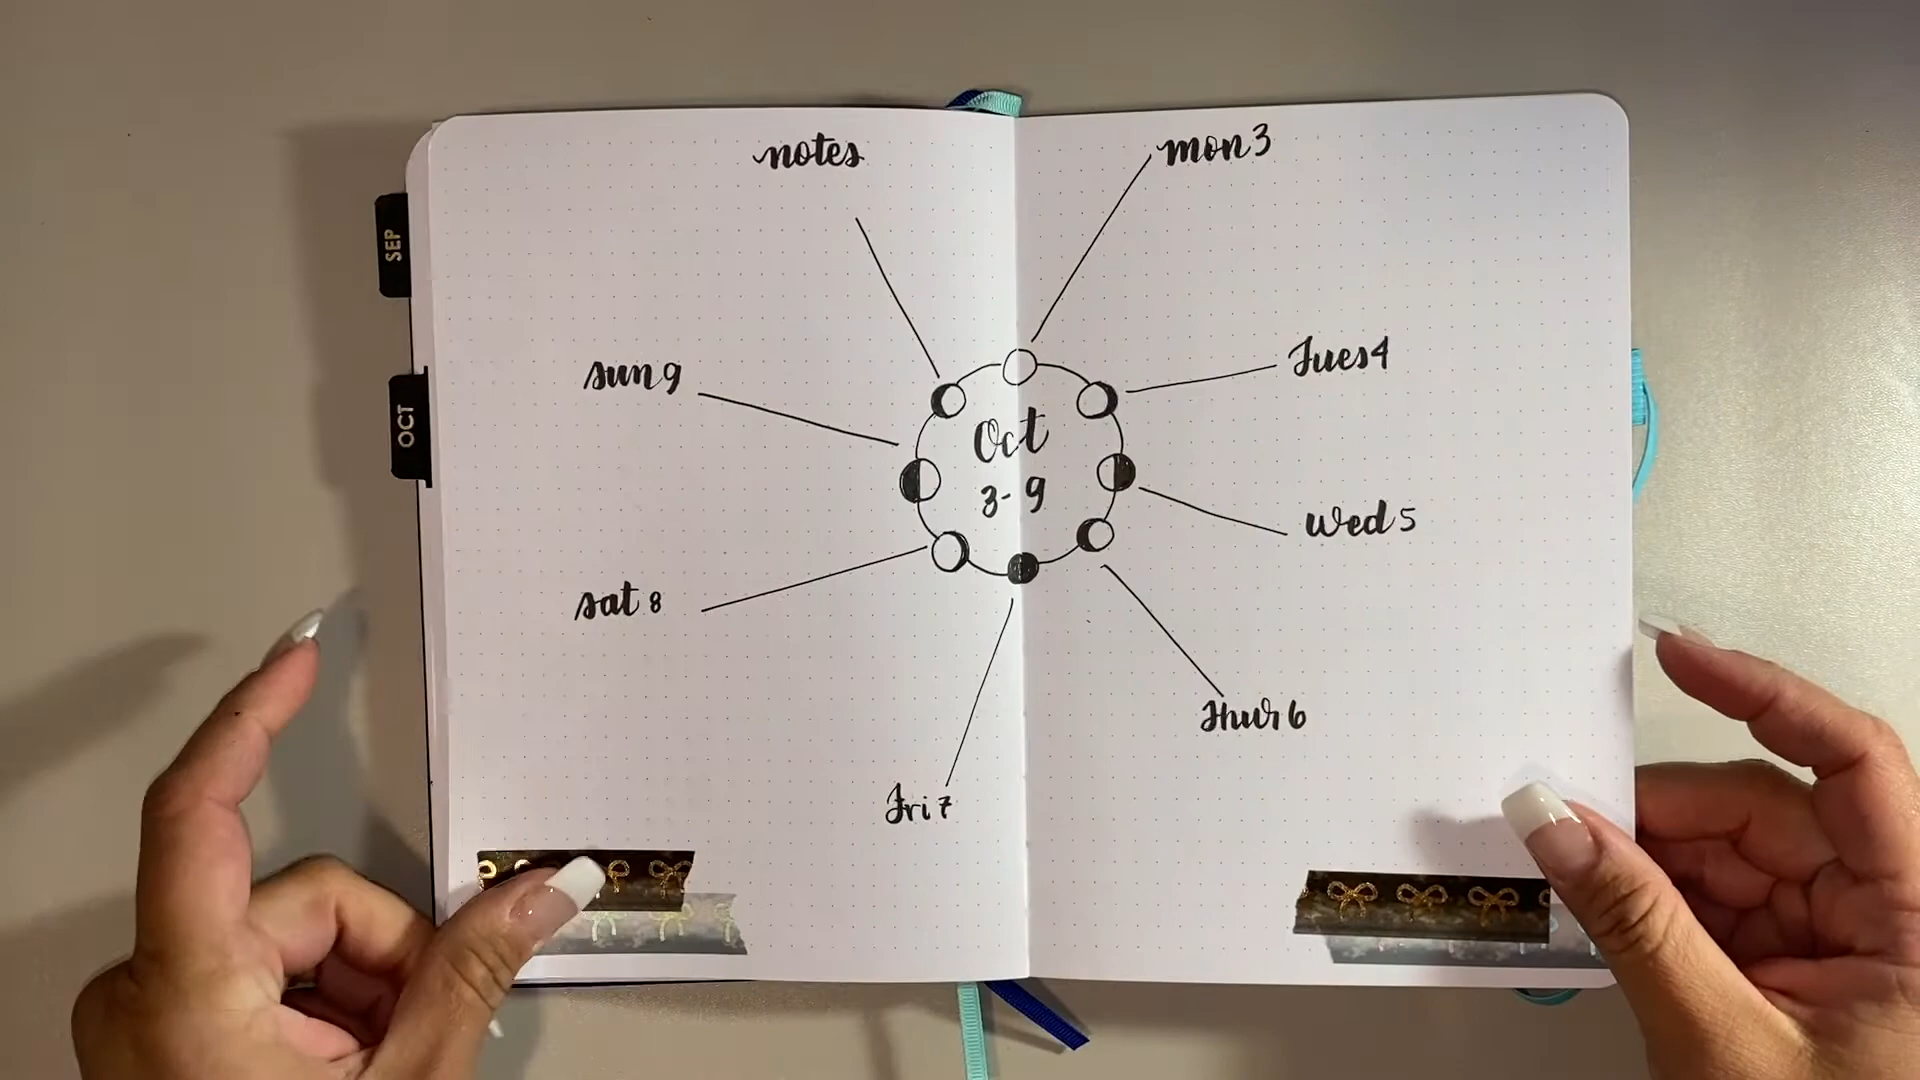 notes
mon 3
SEP
sun 9
Tues 4
OCT
Oct
3-9
Wed 5
sat 8
Thur 6
Fri 7